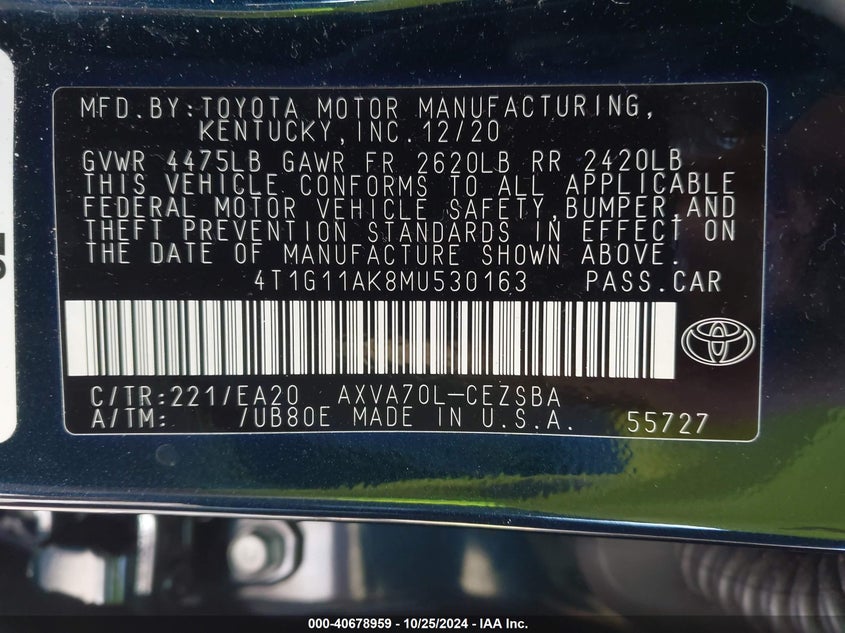 MFD.BY:TOYOTA MOTOR MANUFACTURING,
KENTUCKY,INC.12/20
GVWR 4475LB GAWR FR 2620LB RR 2420LB
THIS VEHICLE CONFORMS TO ALL APPLICABLE
FEDERAL MOTOR VEHICLE SAFETY,BUMPER,AND
THEFT PREVENTION STANDARDS IN EFFECT ON
THE DATE OF MANUFACTURE SHOWN ABOVE.
4T1G11AK8MU530163 PASS.CAR
C/TR:221/EA20 AXVA70L-CEZSBA
A/TM: /UB80E MADE IN U.S.A. 55727
000-40678959 - 10/25/2024 - IAA Inc.